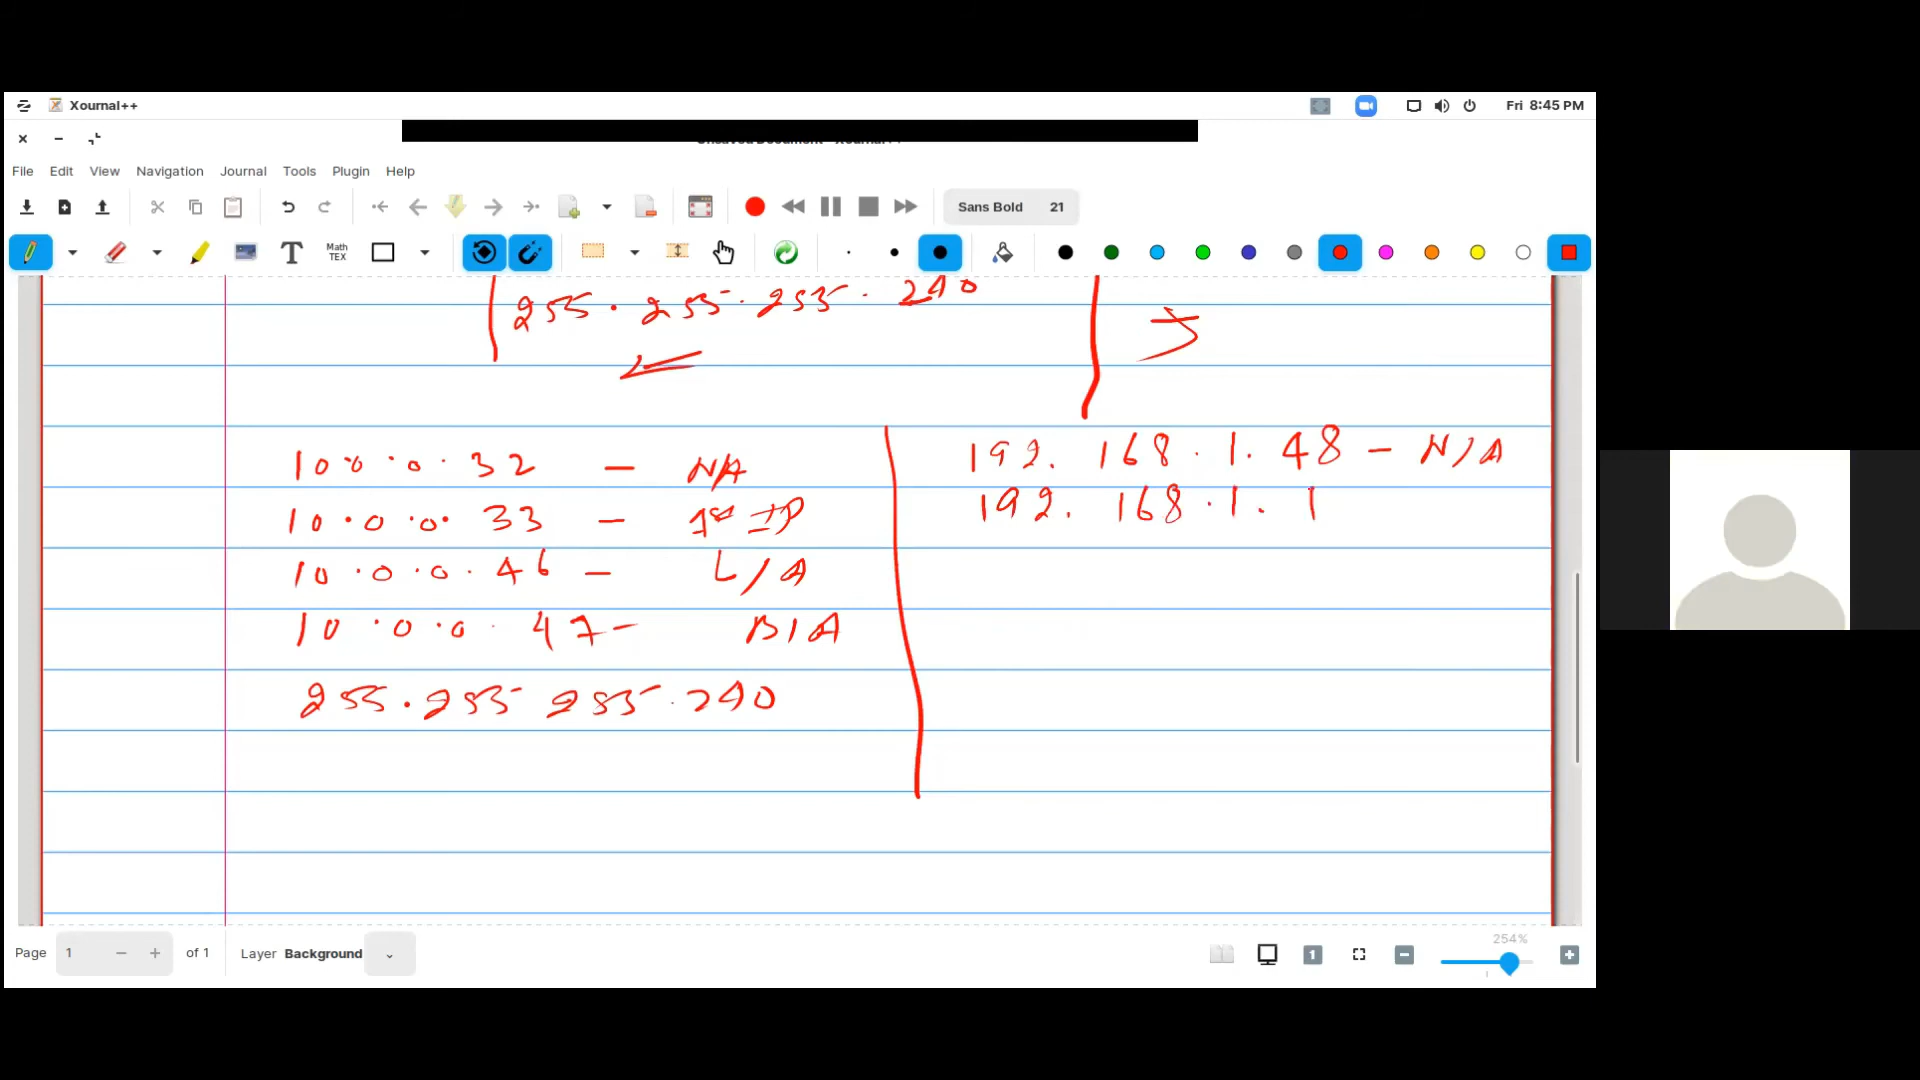 Xournal++
Fri 8:45 PM
File Edit View Navigation Journal Tools Plugin Help
Sans Bold 21
Math
TEX
255.255.255.240
10.0.0.32 - N/A
10.0.0.33 - 1st IP
10.0.0.46 - L/A
10.0.0.47 - B/A
255.255 255.240
192.168.1.48 - N/A
192.168.1.1
Page 1 of 1 Layer Background
1
254%